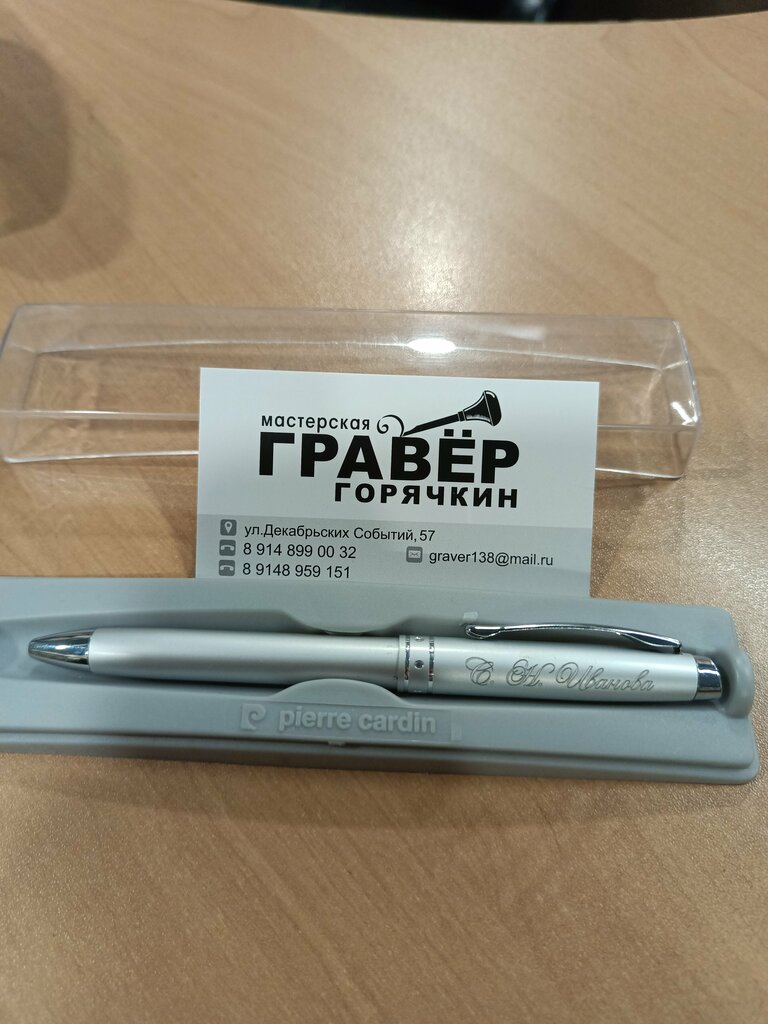 мастерская
ГРАВЁР
ГОРЯЧКИН
ул.Декабрьских Событий,57
8 914 899 00 32
graver138@mail.ru
8 9148 959 151
С. Н. Иванова
pierre cardin